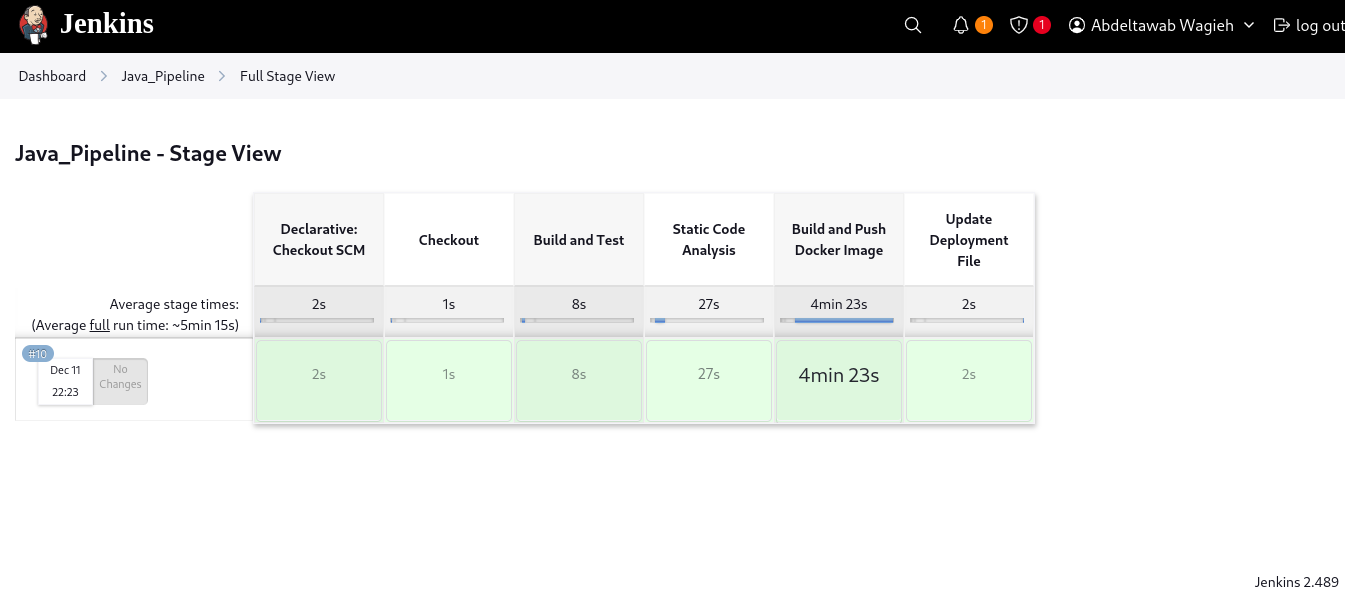 Jenkins
1
1
Abdeltawab Wagieh
log out
Dashboard
Java_Pipeline
Full Stage View
Java_Pipeline - Stage View
Declarative:
Checkout SCM
Checkout
Build and Test
Static Code
Analysis
Build and Push
Docker Image
Update
Deployment
File
Average stage times:
(Average full run time: ~5min 15s)
2s
1s
8s
27s
4min 23s
2s
#10
Dec 11
22:23
No
Changes
2s
1s
8s
27s
4min 23s
2s
Jenkins 2.489